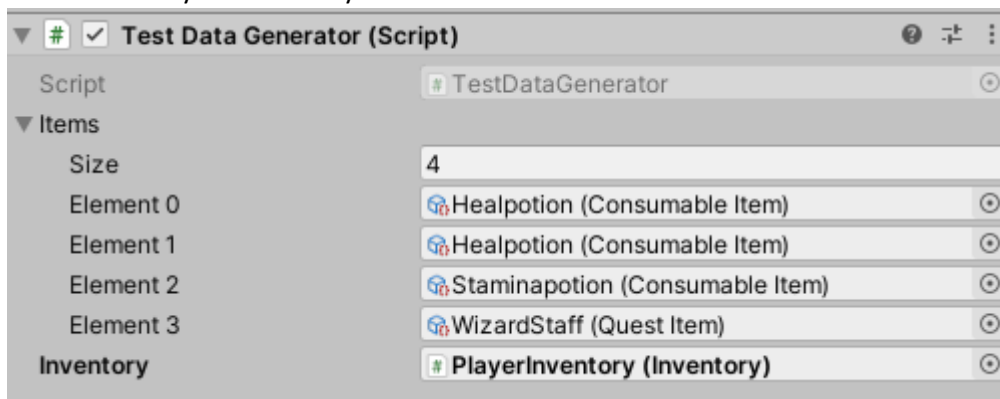 Test Data Generator (Script)
Script TestDataGenerator
Items
Size 4
Element 0 Healpotion (Consumable Item)
Element 1 Healpotion (Consumable Item)
Element 2 Staminapotion (Consumable Item)
Element 3 WizardStaff (Quest Item)
Inventory PlayerInventory (Inventory)